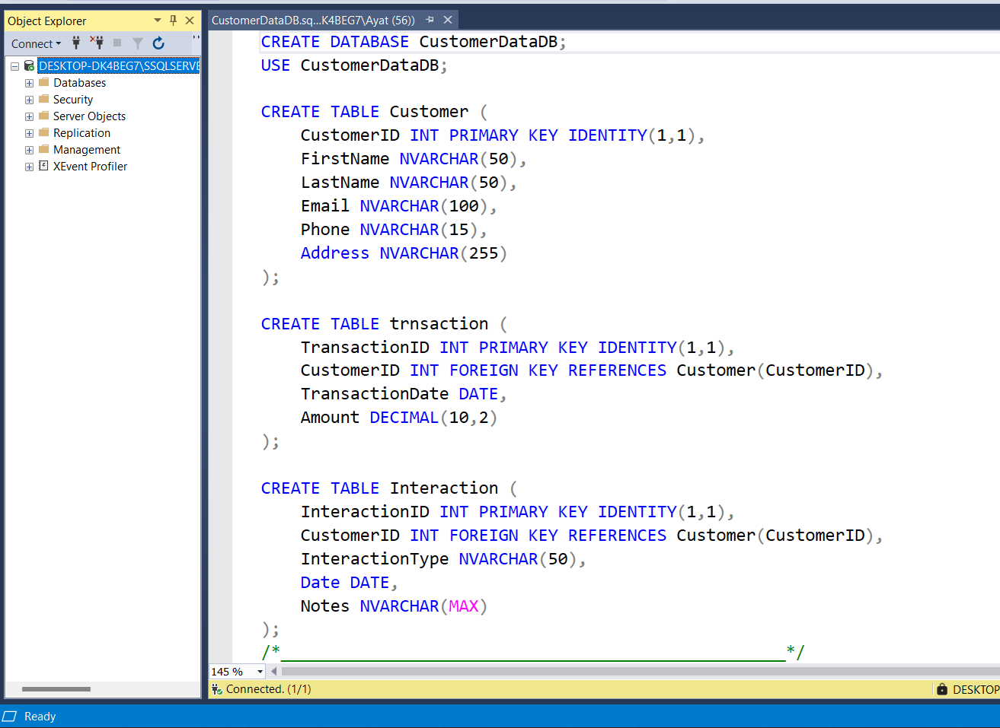 Object Explorer
Connect
DESKTOP-DK4BEG7\SSQLSERVE
Databases
Security
Server Objects
Replication
Management
XEvent Profiler
CustomerDataDB.sq...K4BEG7\Ayat (56))
CREATE DATABASE CustomerDataDB;
USE CustomerDataDB;
CREATE TABLE Customer (
CustomerID INT PRIMARY KEY IDENTITY(1,1),
FirstName NVARCHAR(50),
LastName NVARCHAR(50),
Email NVARCHAR(100),
Phone NVARCHAR(15),
Address NVARCHAR(255)
);
CREATE TABLE trnsaction (
TransactionID INT PRIMARY KEY IDENTITY(1,1),
CustomerID INT FOREIGN KEY REFERENCES Customer(CustomerID),
TransactionDate DATE,
Amount DECIMAL(10,2)
);
CREATE TABLE Interaction (
InteractionID INT PRIMARY KEY IDENTITY(1,1),
CustomerID INT FOREIGN KEY REFERENCES Customer(CustomerID),
InteractionType NVARCHAR(50),
Date DATE,
Notes NVARCHAR(MAX)
);
/*___________________________________________________*/
145 %
Connected. (1/1)
DESKTOP
Ready